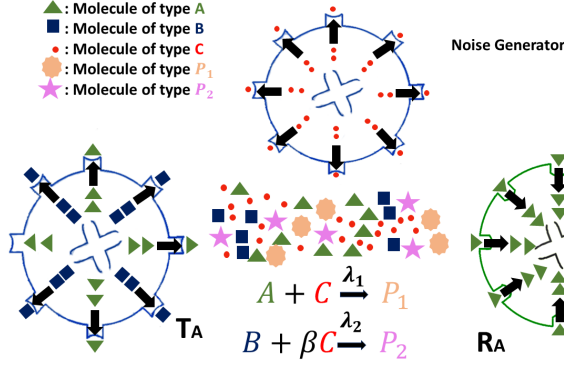 : Molecule of type A
: Molecule of type B
: Molecule of type C
: Molecule of type P₁
: Molecule of type P₂
Noise Generator
TA
RA
A + C λ₁→ P₁
B + βC λ₂→ P₂